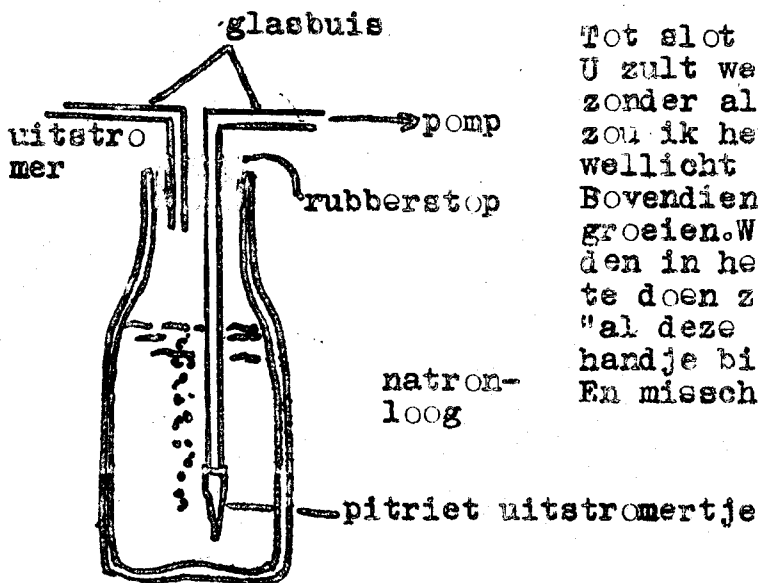 glasbuis
uitstro
mer
pomp
rubberstop
natron-
loog
pitriet uitstromertje
Tot slot
U zult we
zonder al
zou ik he
wellicht
Bovendien
groeien.W
den in he
te doen z
"al deze
handje bi
En missch